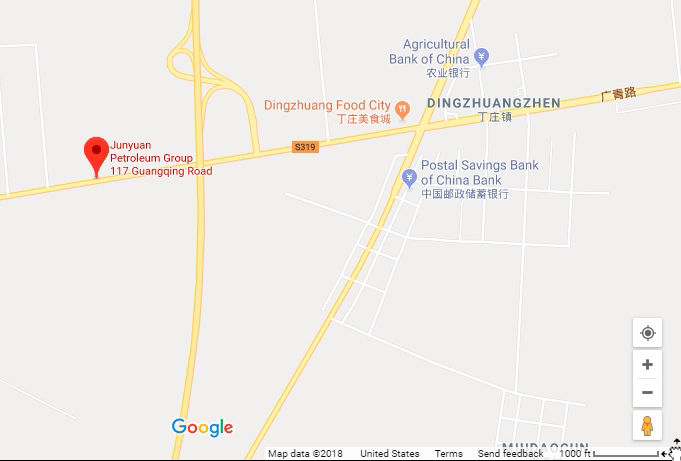 Agricultural
Bank of China
农业银行
广青路
Dingzhuang Food City
丁庄美食城
DINGZHUANGZHEN
丁庄镇
S319
Junyuan
Petroleum Group
117 Guangqing Road
Postal Savings Bank
of China Bank
中国邮政储蓄银行
Google
Map data ©2018 United States Terms Send feedback 1000 ft